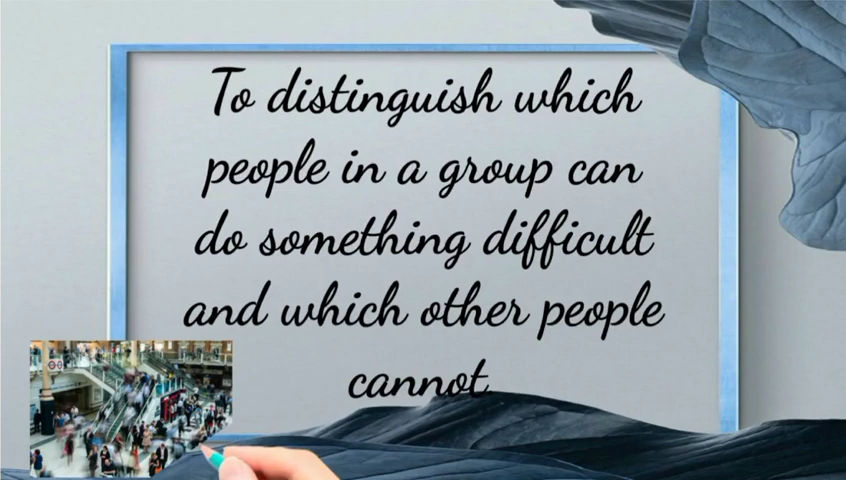 To distinguish which
people in a group can
do something difficult
and which other people
cannot.